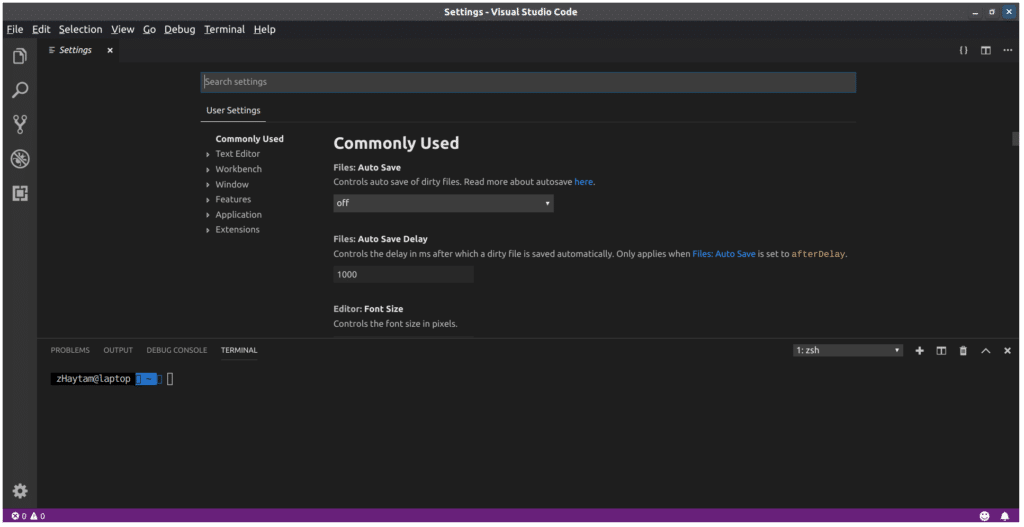 Settings - Visual Studio Code
File Edit Selection View Go Debug Terminal Help
Settings
Search settings
User Settings
Commonly Used
Text Editor
Workbench
Window
Features
Application
Extensions
Commonly Used
Files: Auto Save
Controls auto save of dirty files. Read more about autosave here.
off
Files: Auto Save Delay
Controls the delay in ms after which a dirty file is saved automatically. Only applies when Files: Auto Save is set to afterDelay.
1000
Editor: Font Size
Controls the font size in pixels.
PROBLEMS OUTPUT DEBUG CONSOLE TERMINAL
1: zsh
zHaytam@laptop ~
0 0